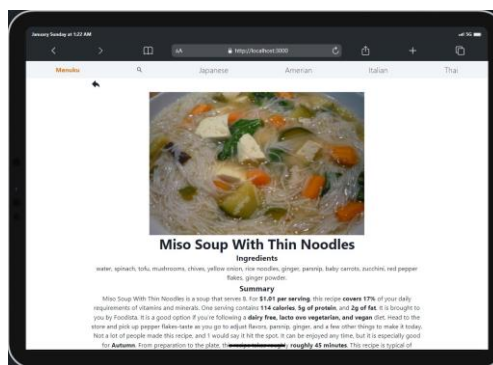 January Sunday at 1:22 AM
5G
AA http://localhost:3000
Menuku Japanese Amerian Italian Thai
Miso Soup With Thin Noodles
Ingredients
water, spinach, tofu, mushrooms, chives, yellow onion, rice noodles, ginger, parsnip, baby carrots, zucchini, red pepper
flakes, ginger powder.
Summary
Miso Soup With Thin Noodles is a soup that serves 8. For $1.01 per serving, this recipe covers 17% of your daily
requirements of vitamins and minerals. One serving contains 114 calories, 5g of protein, and 2g of fat. It is brought to
you by Foodista. It is a good option if you're following a dairy free, lacto ovo vegetarian, and vegan diet. Head to the
store and pick up pepper flakes-taste as you go to adjust flavors, parsnip, ginger, and a few other things to make it today.
Not a lot of people made this recipe, and 1 would say it hit the spot. It can be enjoyed any time, but it is especially good
for Autumn. From preparation to the plate, this recipe takes roughly roughly 45 minutes. This recipe is typical of